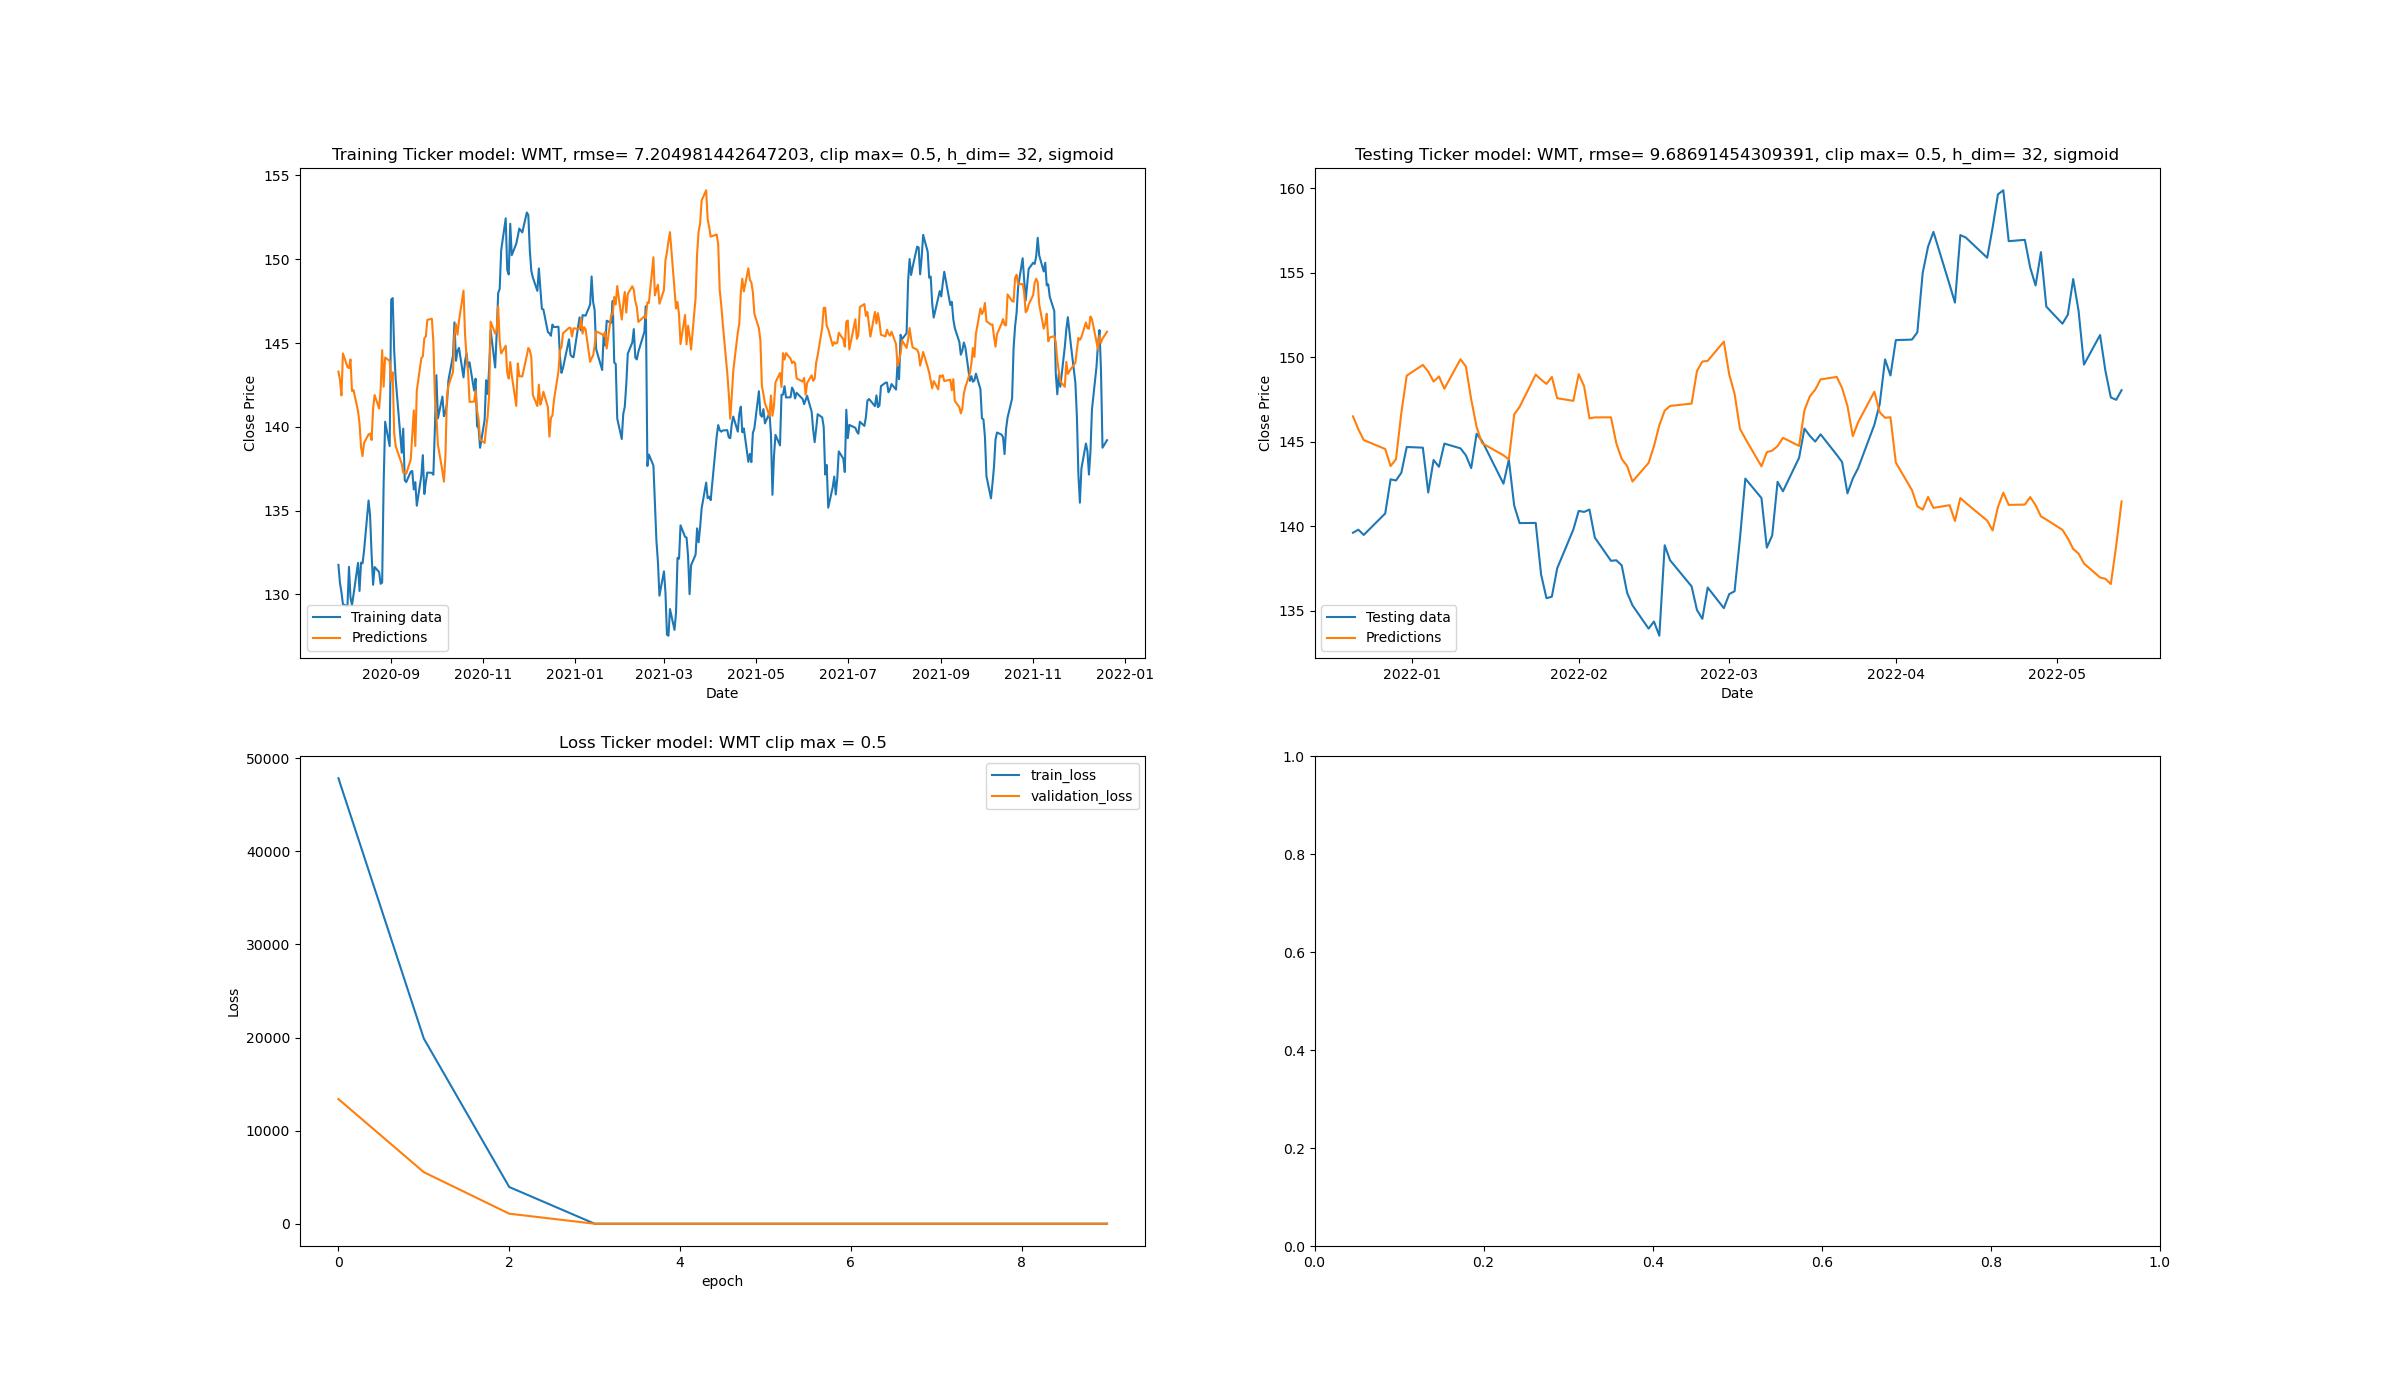 Training Ticker model: WMT, rmse= 7.204981442647203, clip max= 0.5, h_dim= 32, sigmoid
155
150
145
140
135
130
Close Price
Training data
Predictions
2020-09 2020-11 2021-01 2021-03 2021-05 2021-07 2021-09 2021-11 2022-01
Date
Testing Ticker model: WMT, rmse= 9.68691454309391, clip max= 0.5, h_dim= 32, sigmoid
160
155
150
145
140
135
Close Price
Testing data
Predictions
2022-01 2022-02 2022-03 2022-04 2022-05
Date
Loss Ticker model: WMT clip max = 0.5
50000
40000
30000
20000
10000
0
Loss
train_loss
validation_loss
0 2 4 6 8
epoch
1.0
0.8
0.6
0.4
0.2
0.0
0.0 0.2 0.4 0.6 0.8 1.0